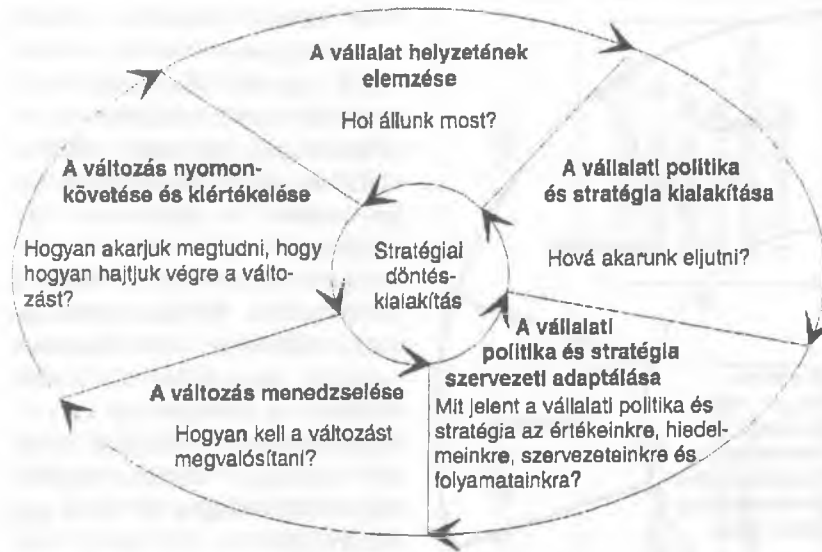 A vállalat helyzetének
elemzése
Hol állunk most?
A vállalati politika
és stratégia kialakítása
Hová akarunk eljutni?
A vállalati
politika és stratégia
szervezeti adaptálása
Mit jelent a vállalati politika és
stratégia az értékeinkre, hiedel-
meinkre, szervezeteinkre és
folyamatainkra?
A változás menedzselése
Hogyan kell a változást
megvalósítani?
A változás nyomon-
követése és kiértékelése
Hogyan akarjuk megtudni, hogy
hogyan hajtjuk végre a válto-
zást?
Stratégiai
döntés-
kialakítás